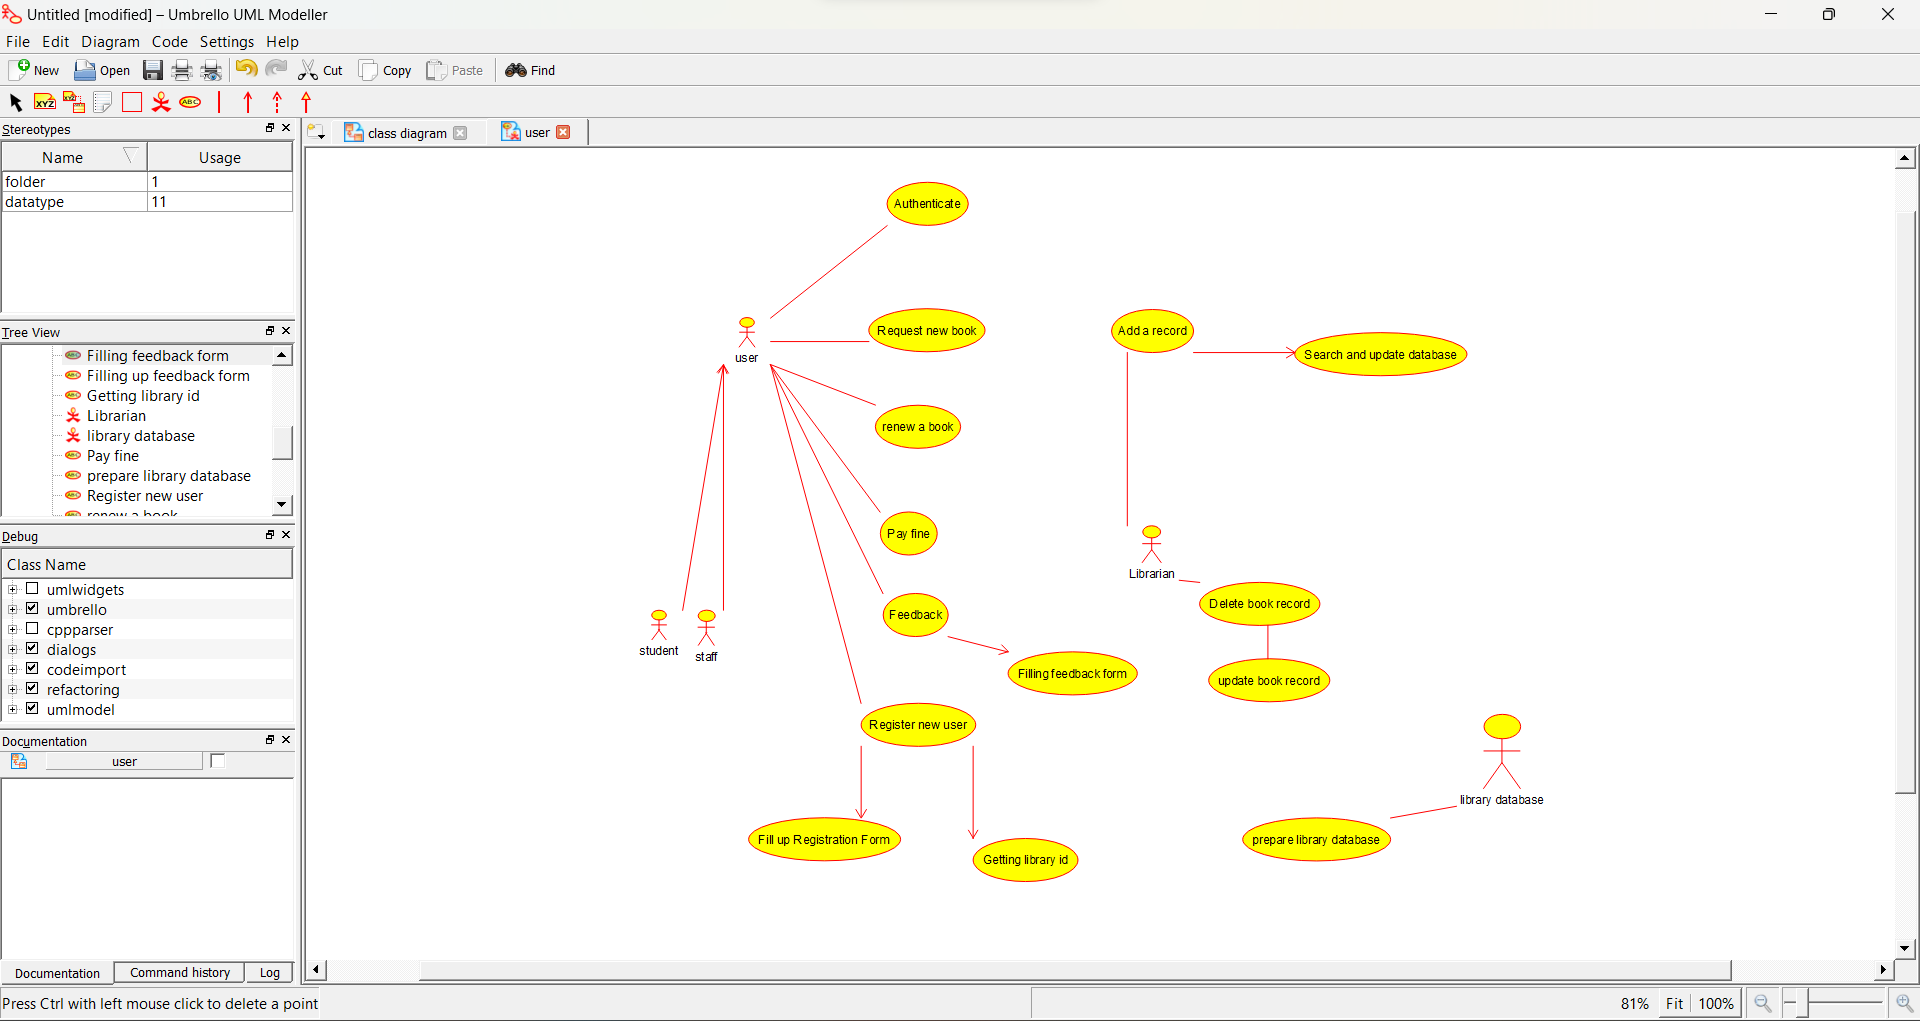 Untitled [modified] – Umbrello UML Modeller
File Edit Diagram Code Settings Help
New Open Cut Copy Paste Find
XYZ XYZ ABC
Stereotypes
Name Usage
folder 1
datatype 11
Tree View
Filling feedback form
Filling up feedback form
Getting library id
Librarian
library database
Pay fine
prepare library database
Register new user
renew a book
Debug
Class Name
umlwidgets
umbrello
cppparser
dialogs
codeimport
refactoring
umlmodel
Documentation
user
Documentation Command history Log
class diagram user
Authenticate
user
Request new book
Add a record
Search and update database
renew a book
Pay fine
Librarian
Delete book record
Feedback
student
staff
Filling feedback form
update book record
Register new user
library database
Fill up Registration Form
Getting library id
prepare library database
Press Ctrl with left mouse click to delete a point
81% Fit 100%